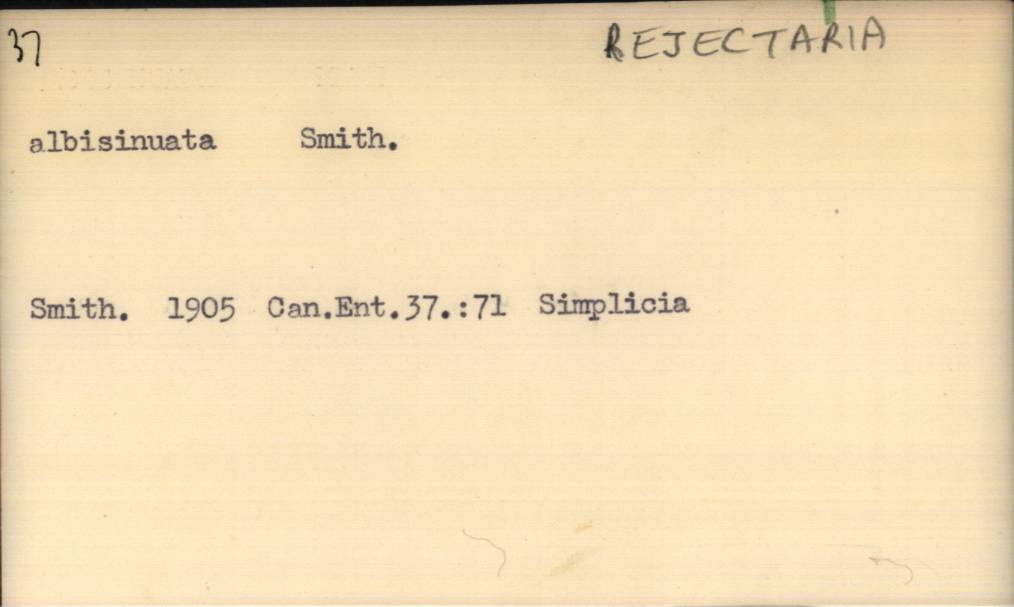 37 REJECTARIA
albisinuata Smith.
Smith. 1905 Can.Ent.37.:71 Simplicia